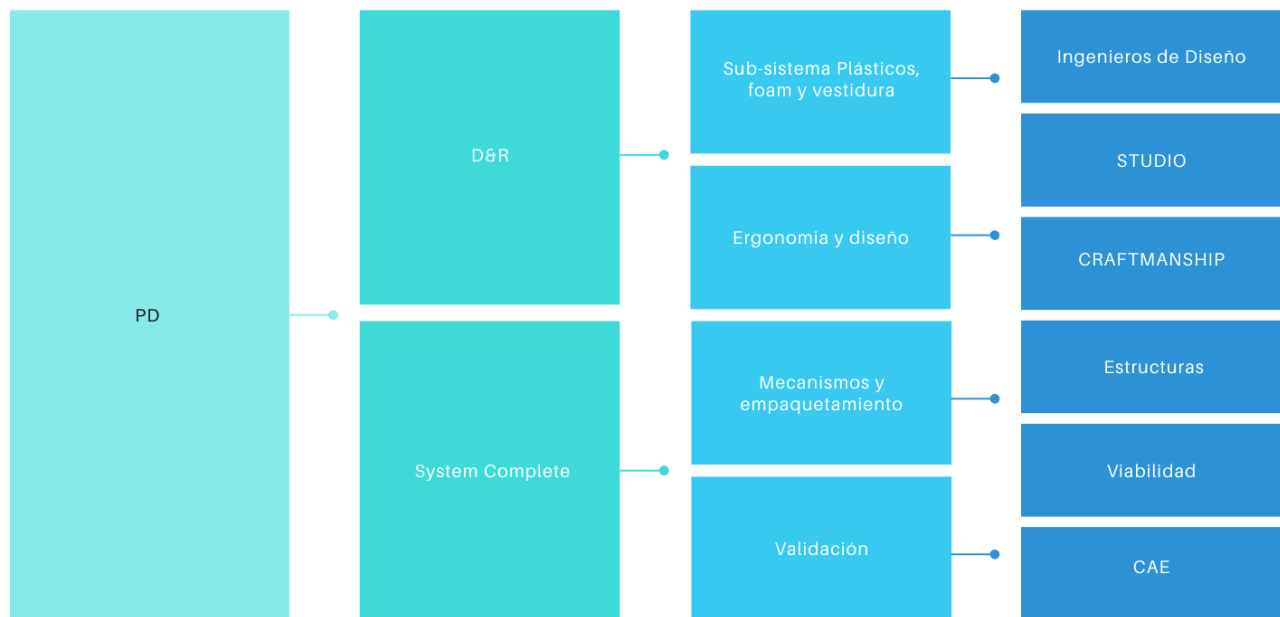 PD
D&R
System Complete
Sub-sistema Plásticos,
foam y vestidura
Ergonomia y diseño
Mecanismos y
empaquetamiento
Validación
Ingenieros de Diseño
STUDIO
CRAFTMANSHIP
Estructuras
Viabilidad
CAE